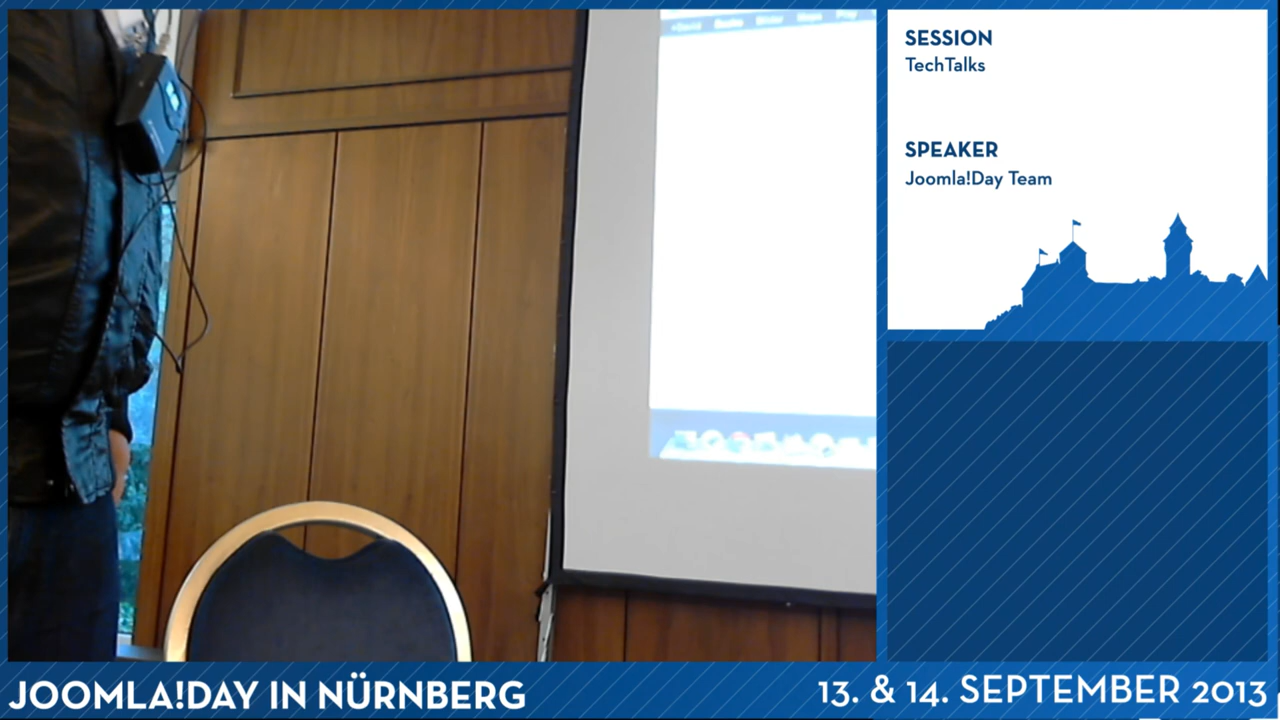 SESSION
TechTalks
SPEAKER
Joomla!Day Team
JOOMLA!DAY IN NÜRNBERG
13. & 14. SEPTEMBER 2013